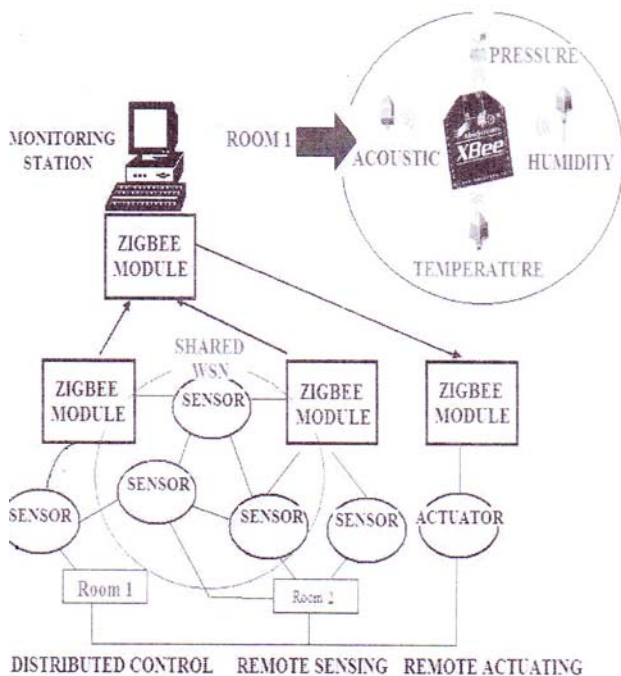 PRESSURE
MONITORING
STATION
ROOM 1
ACOUSTIC
XBee
HUMIDITY
TEMPERATURE
ZIGBEE
MODULE
SHARED
WSN
ZIGBEE
MODULE
SENSOR
ZIGBEE
MODULE
ZIGBEE
MODULE
SENSOR
SENSOR
SENSOR
SENSOR
ACTUATOR
Room 1
Room 2
DISTRIBUTED CONTROL REMOTE SENSING REMOTE ACTUATING